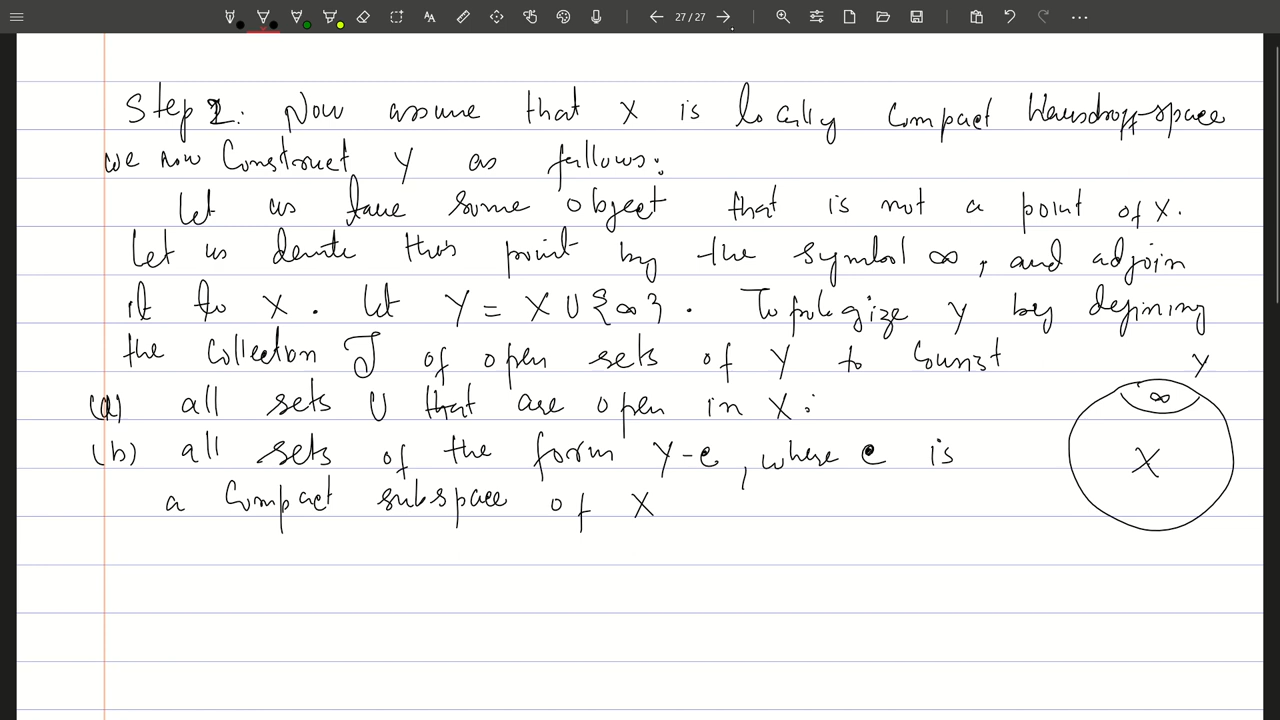 27 / 27
Step 2: Now assume that X is locally compact Hausdroff space
we now construct Y as follows:
Let us take some object that is not a point of X.
Let us denote this point by the symbol ∞, and adjoin
it to X. Let Y = X ∪ {∞}. Topologize Y by defining
the collection 𝒯 of open sets of Y to consist
Y
(a) all sets U that are open in X:
∞
(b) all sets of the form Y-C, where C is
X
a compact subspace of X